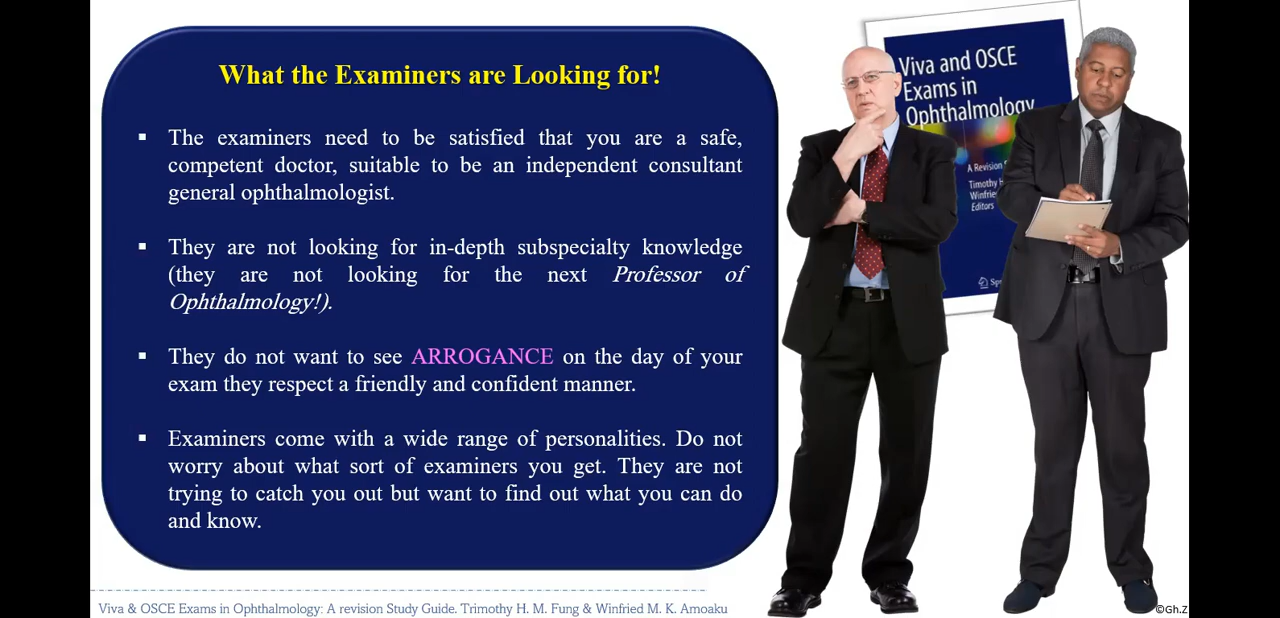 What the Examiners are Looking for!
▪ The examiners need to be satisfied that you are a safe,
competent doctor, suitable to be an independent consultant
general ophthalmologist.
▪ They are not looking for in-depth subspecialty knowledge
(they are not looking for the next Professor of
Ophthalmology!).
▪ They do not want to see ARROGANCE on the day of your
exam they respect a friendly and confident manner.
▪ Examiners come with a wide range of personalities. Do not
worry about what sort of examiners you get. They are not
trying to catch you out but want to find out what you can do
and know.
Viva and OSCE
Exams in
Ophthalmology
A Revision
Timothy
Winfried
Editors
Viva & OSCE Exams in Ophthalmology: A revision Study Guide. Trimothy H. M. Fung & Winfried M. K. Amoaku
©Gh.Z